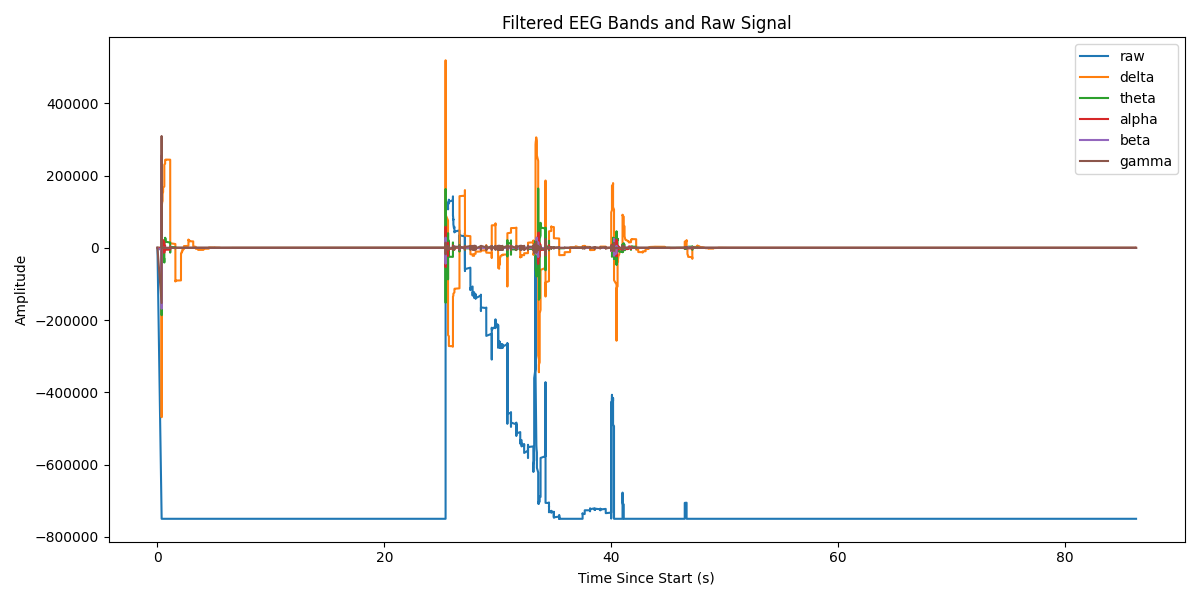 Filtered EEG Bands and Raw Signal
raw
delta
theta
alpha
beta
gamma
400000
200000
0
−200000
−400000
−600000
−800000
Amplitude
0 20 40 60 80
Time Since Start (s)